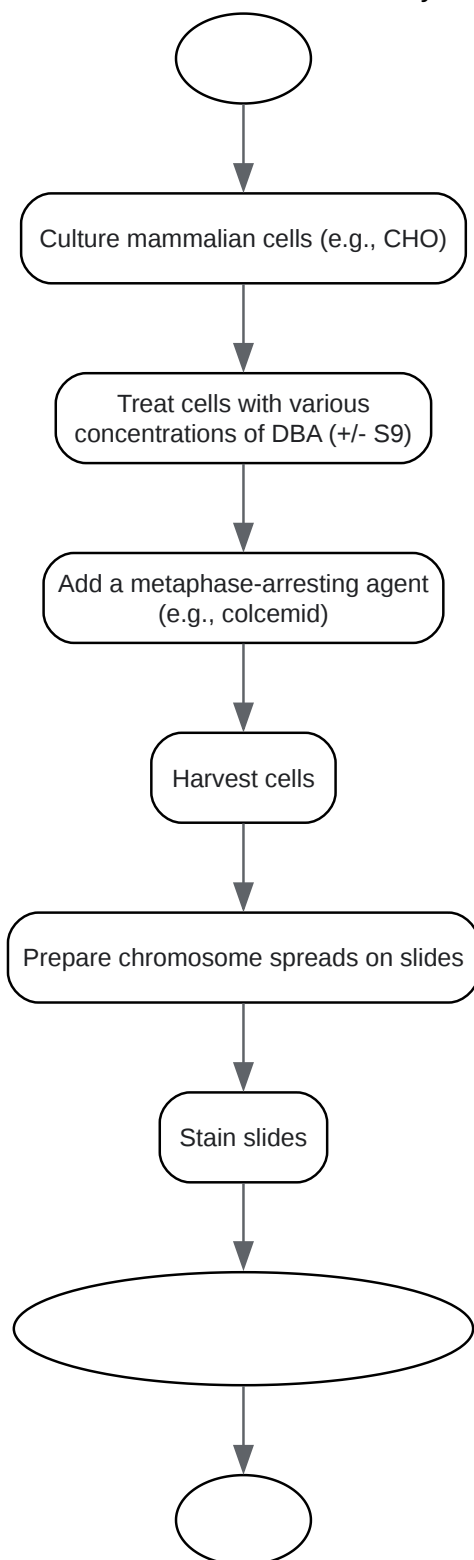 Culture mammalian cells (e.g., CHO)
Treat cells with various
concentrations of DBA (+/- S9)
Add a metaphase-arresting agent
(e.g., colcemid)
Harvest cells
Prepare chromosome spreads on slides
Stain slides